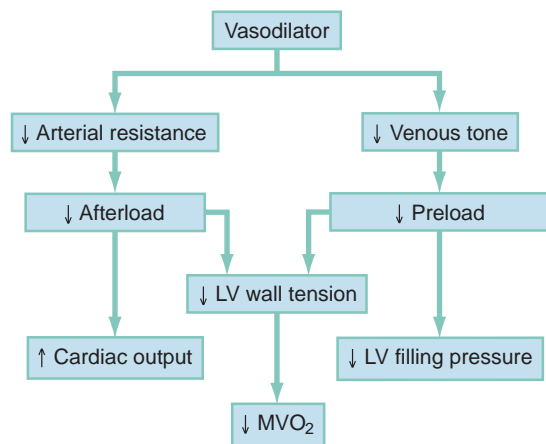 Vasodilator
↓ Arterial resistance
↓ Venous tone
↓ Afterload
↓ Preload
↓ LV wall tension
↑ Cardiac output
↓ LV filling pressure
↓ MVO₂